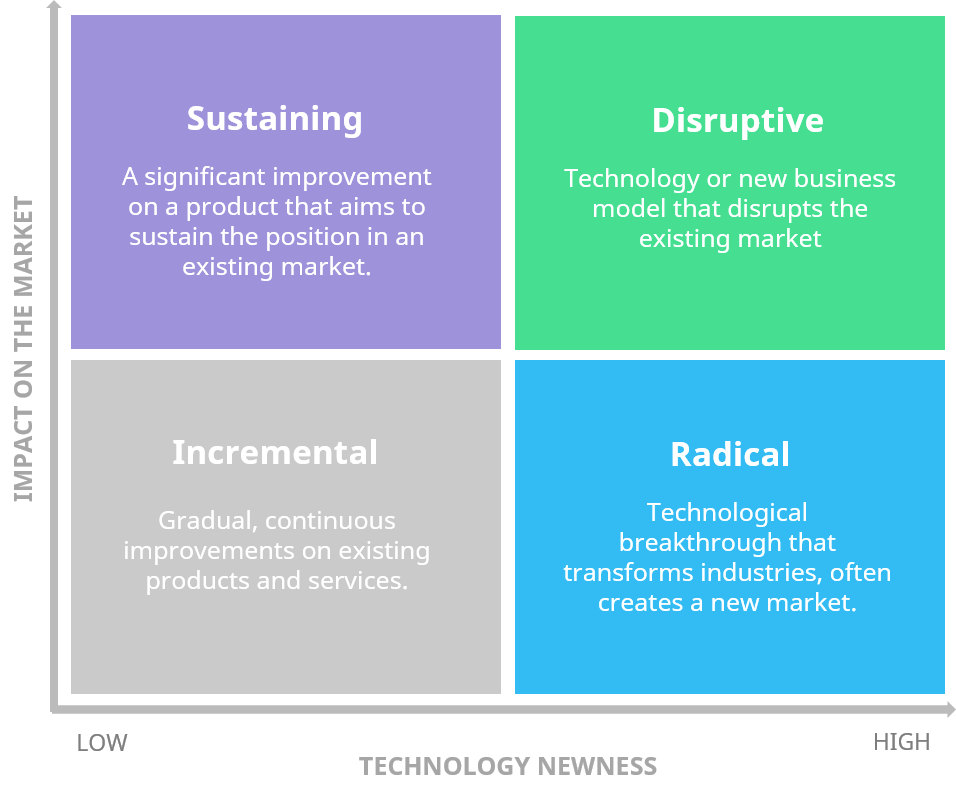 IMPACT ON THE MARKET
Sustaining
A significant improvement
on a product that aims to
sustain the position in an
existing market.
Disruptive
Technology or new business
model that disrupts the
existing market
Incremental
Gradual, continuous
improvements on existing
products and services.
Radical
Technological
breakthrough that
transforms industries, often
creates a new market.
LOW
HIGH
TECHNOLOGY NEWNESS